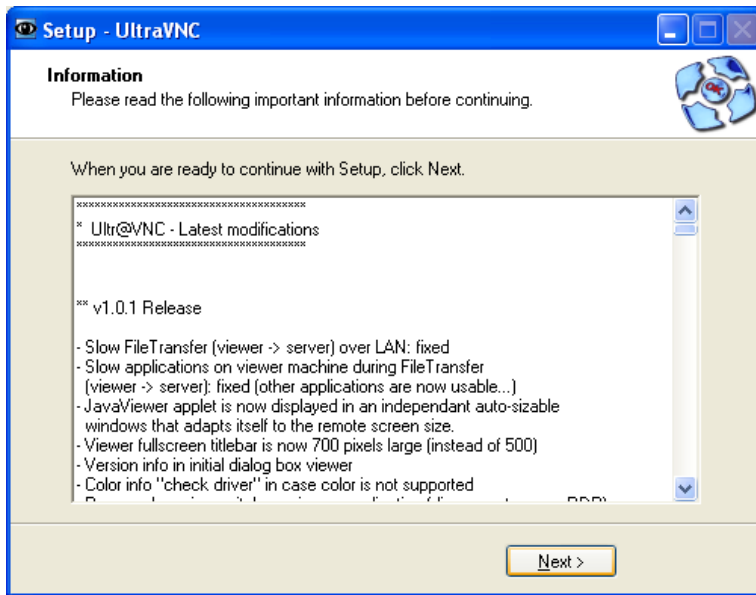 Setup - UltraVNC
Information
Please read the following important information before continuing.
OK
When you are ready to continue with Setup, click Next.
**************************************
* Ultr@VNC - Latest modifications
**************************************
** v1.0.1 Release
- Slow FileTransfer (viewer -> server) over LAN: fixed
- Slow applications on viewer machine during FileTransfer
(viewer -> server): fixed (other applications are now usable...)
- JavaViewer applet is now displayed in an independant auto-sizable
windows that adapts itself to the remote screen size.
- Viewer fullscreen titlebar is now 700 pixels large (instead of 500)
- Version info in initial dialog box viewer
- Color info "check driver" in case color is not supported
Next >